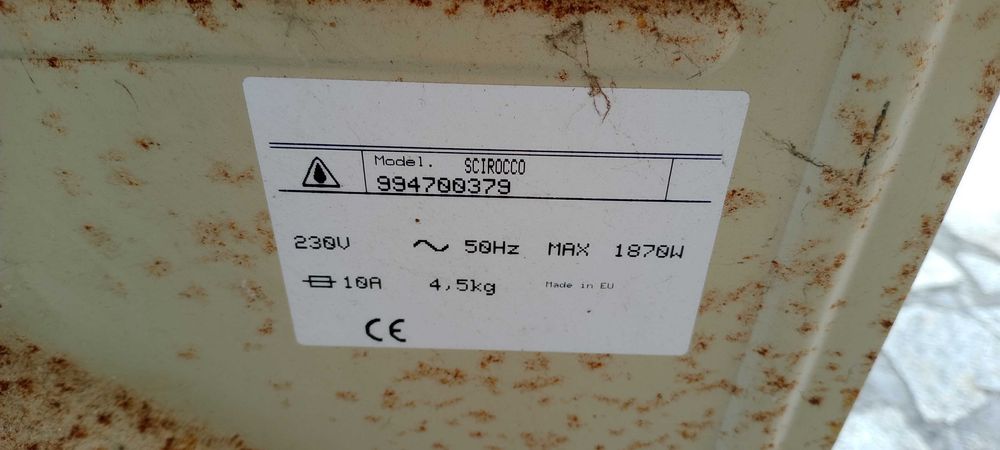 Model. SCIROCCO
994700379
230V 50Hz MAX 1870W
10A 4,5kg Made in EU
CE